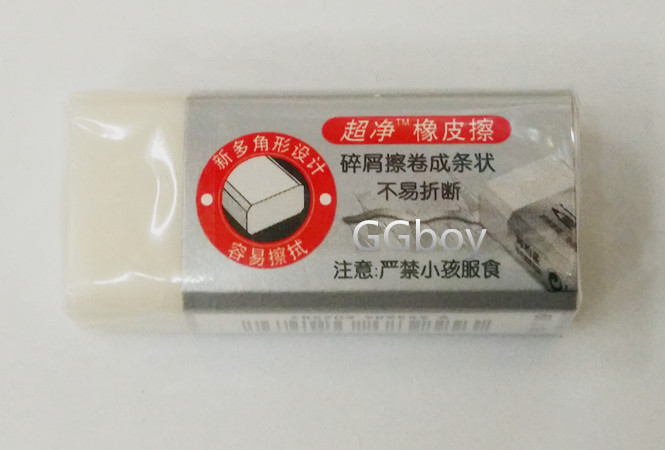 新多角形设计
容易擦拭
超净™橡皮擦
碎屑擦卷成条状
不易折断
GGboy
注意:严禁小孩服食